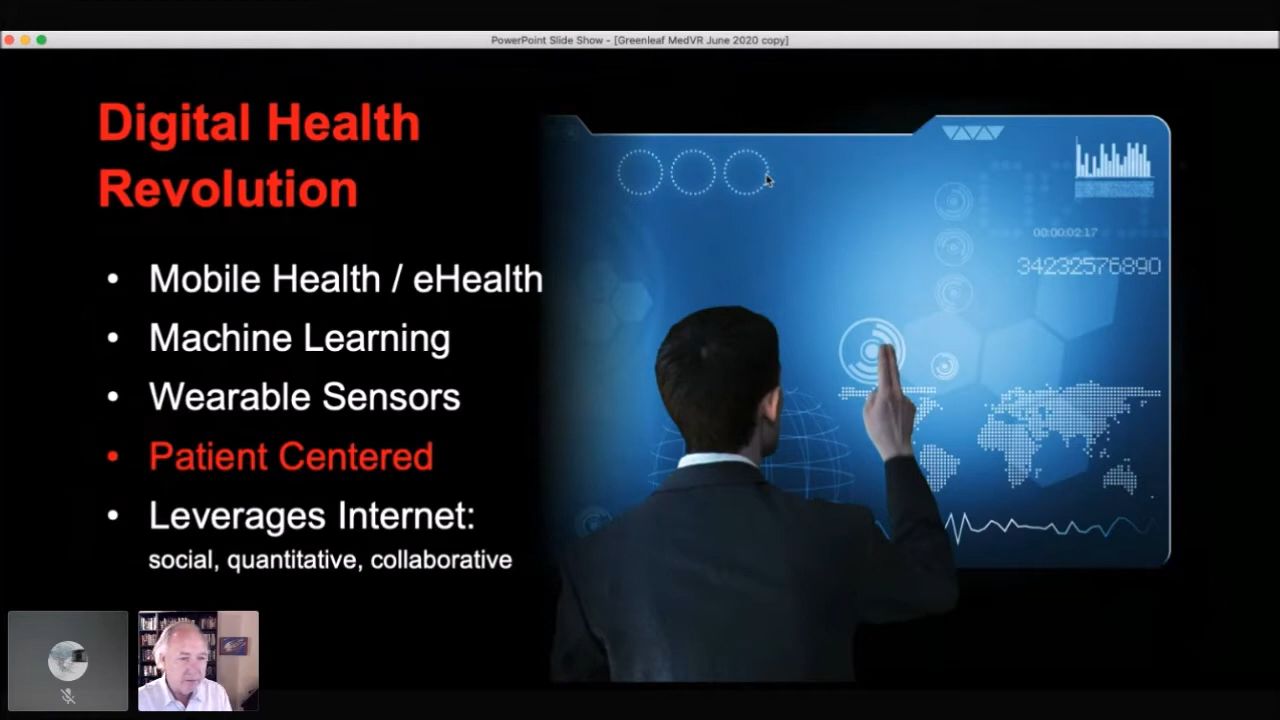 PowerPoint Slide Show - [Greenleaf MedVR June 2020 copy]
Digital Health
Revolution
• Mobile Health / eHealth
• Machine Learning
• Wearable Sensors
• Patient Centered
• Leverages Internet:
social, quantitative, collaborative
00:00:02:17
34232576890